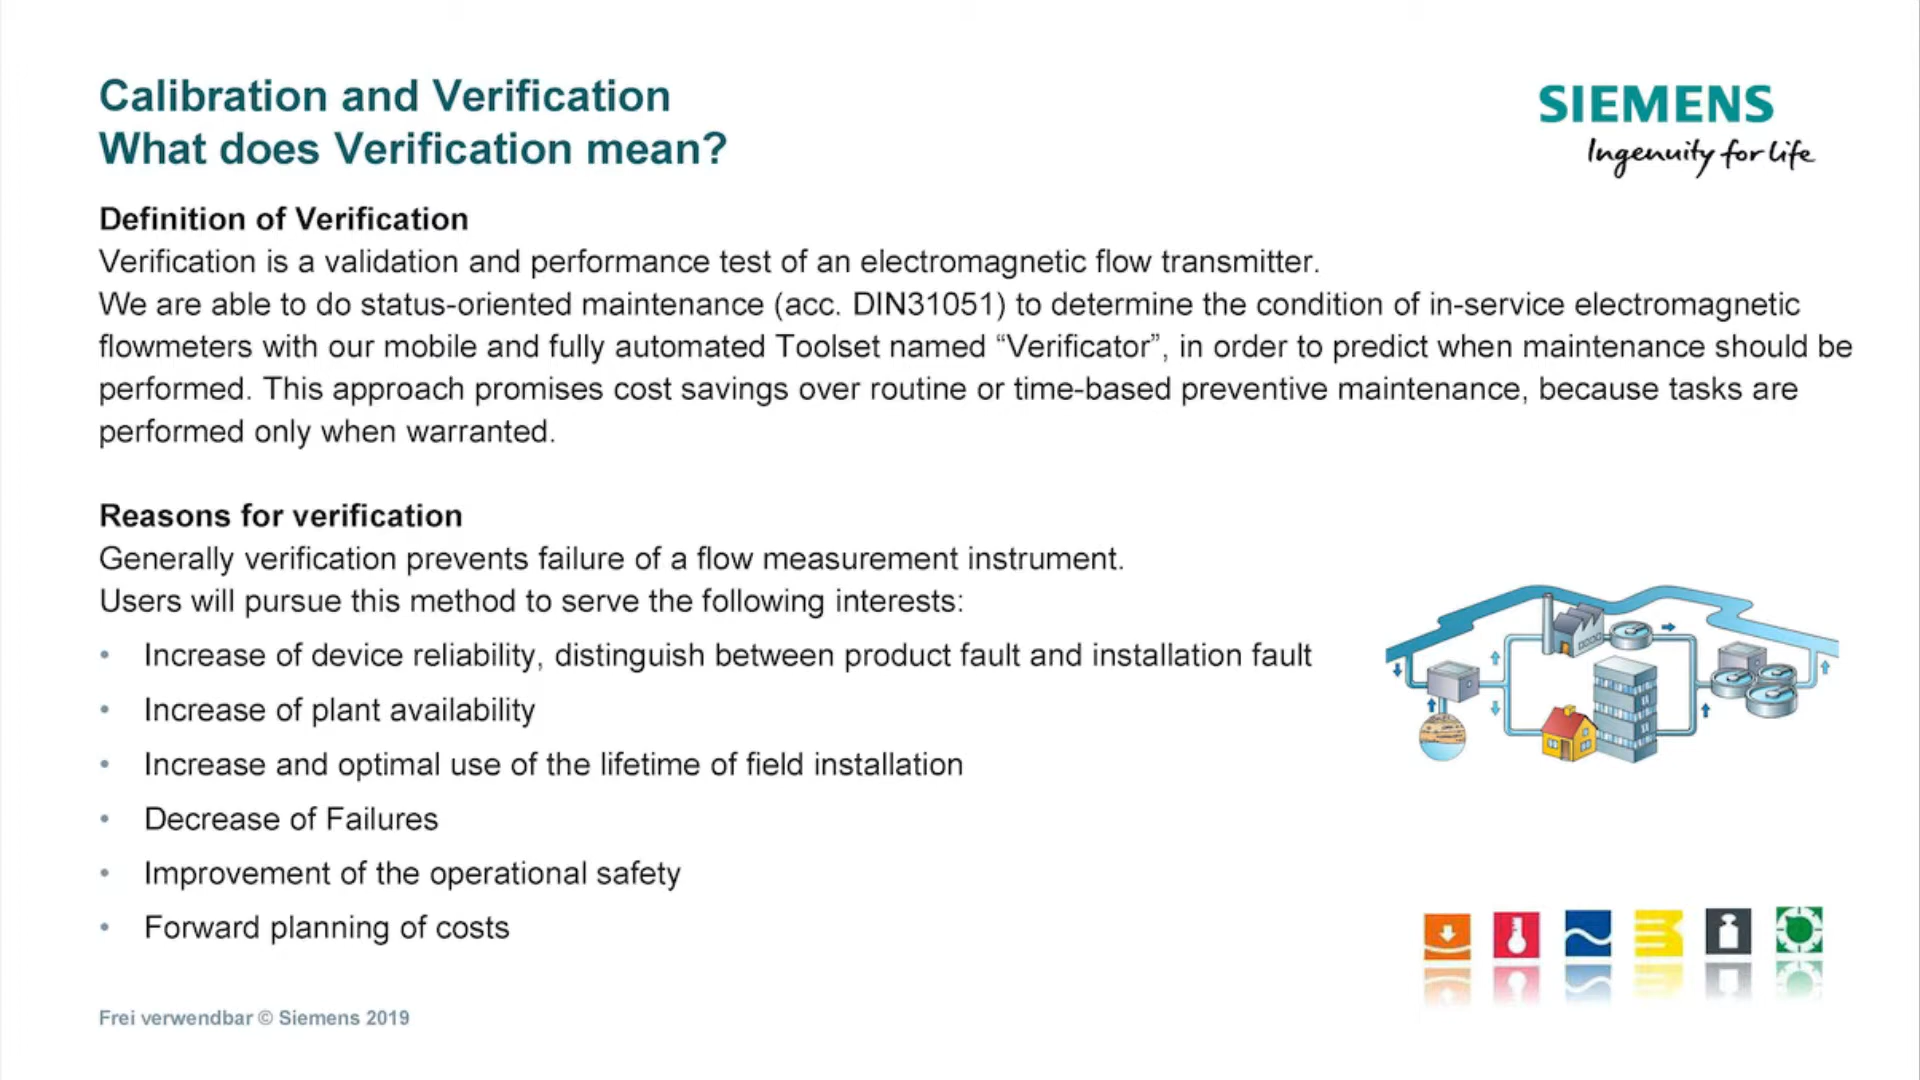 Calibration and Verification
What does Verification mean?
SIEMENS
Ingenuity for life
Definition of Verification
Verification is a validation and performance test of an electromagnetic flow transmitter.
We are able to do status-oriented maintenance (acc. DIN31051) to determine the condition of in-service electromagnetic
flowmeters with our mobile and fully automated Toolset named “Verificator”, in order to predict when maintenance should be
performed. This approach promises cost savings over routine or time-based preventive maintenance, because tasks are
performed only when warranted.
Reasons for verification
Generally verification prevents failure of a flow measurement instrument.
Users will pursue this method to serve the following interests:
• Increase of device reliability, distinguish between product fault and installation fault
• Increase of plant availability
• Increase and optimal use of the lifetime of field installation
• Decrease of Failures
• Improvement of the operational safety
• Forward planning of costs
Frei verwendbar © Siemens 2019